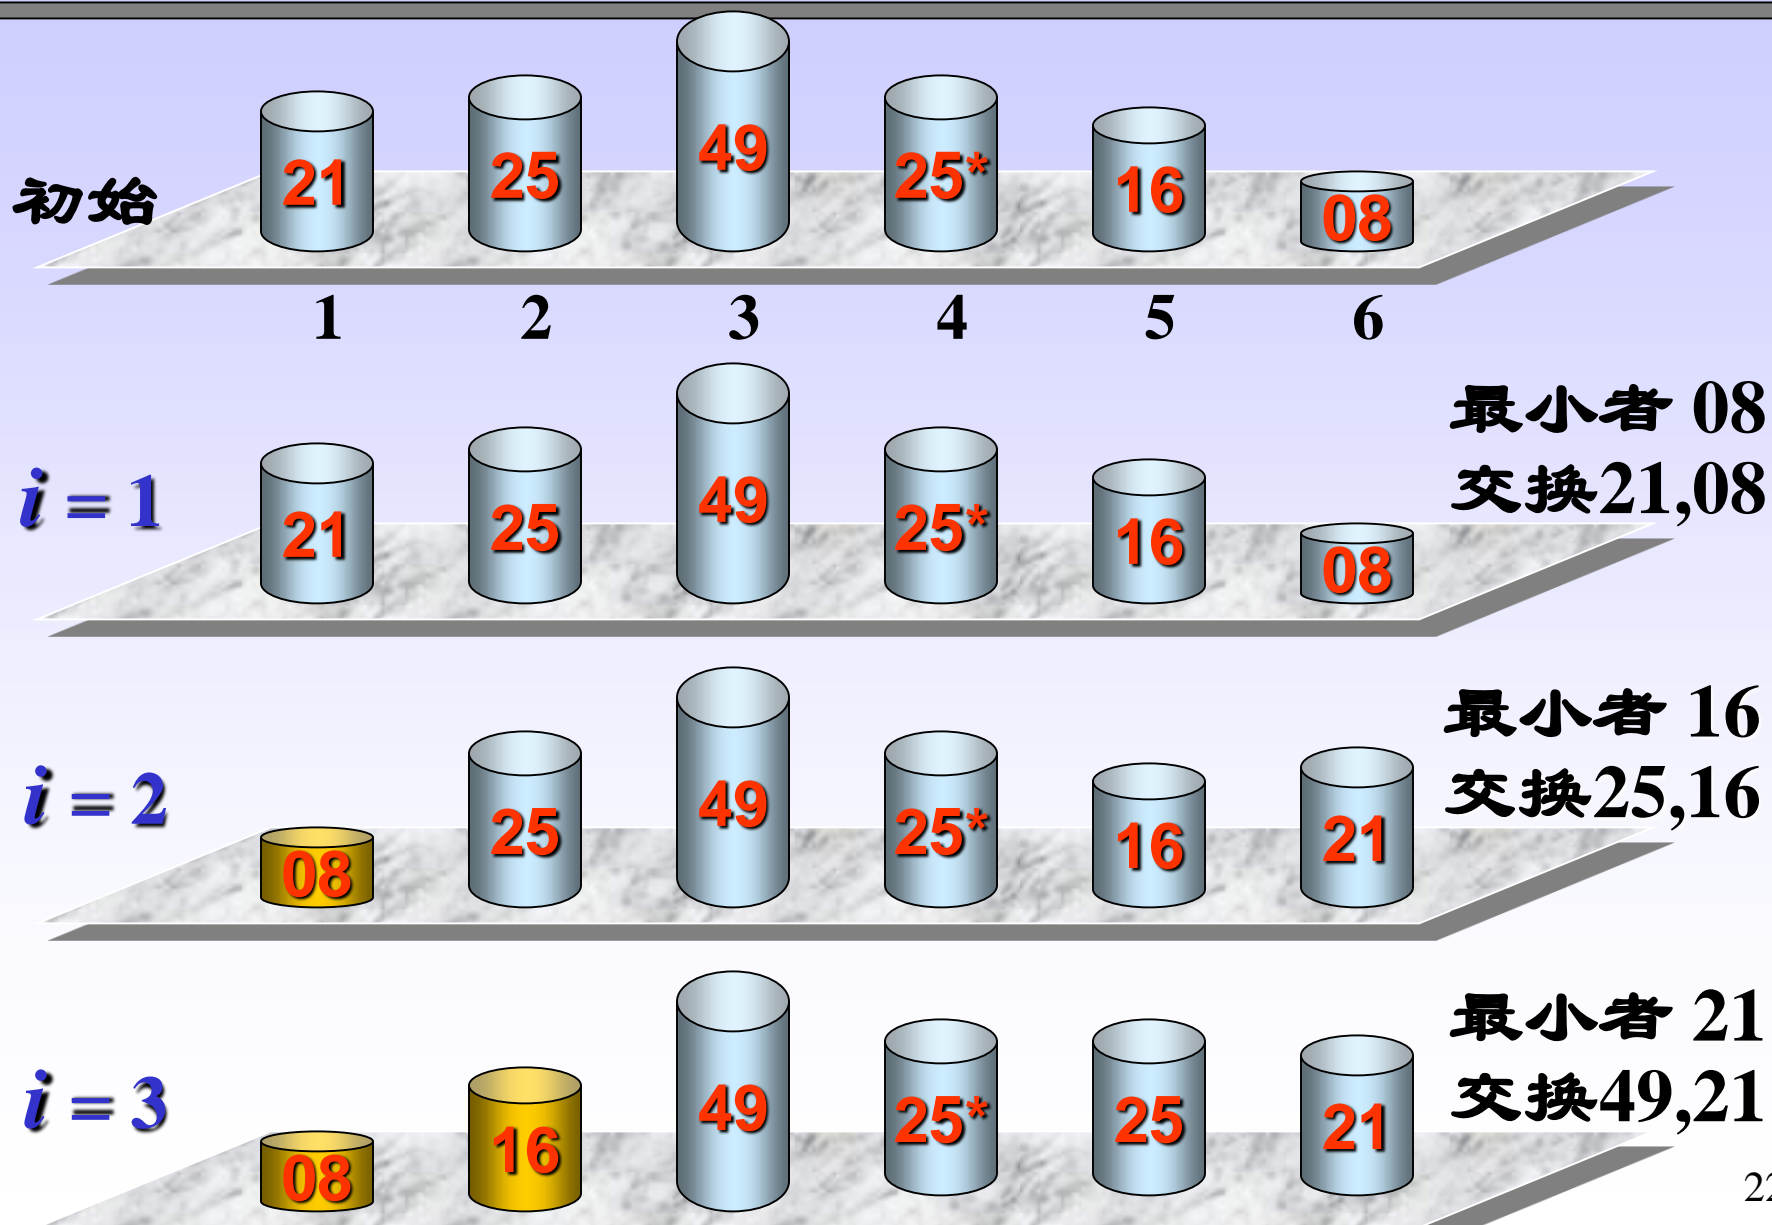 初始 21 25 49 25* 16 08
1 2 3 4 5 6
最小者 08
i = 1 交换21,08
21 25 49 25* 16 08
最小者 16
i = 2 交换25,16
08 25 49 25* 16 21
最小者 21
i = 3 交换49,21
08 16 49 25* 25 21